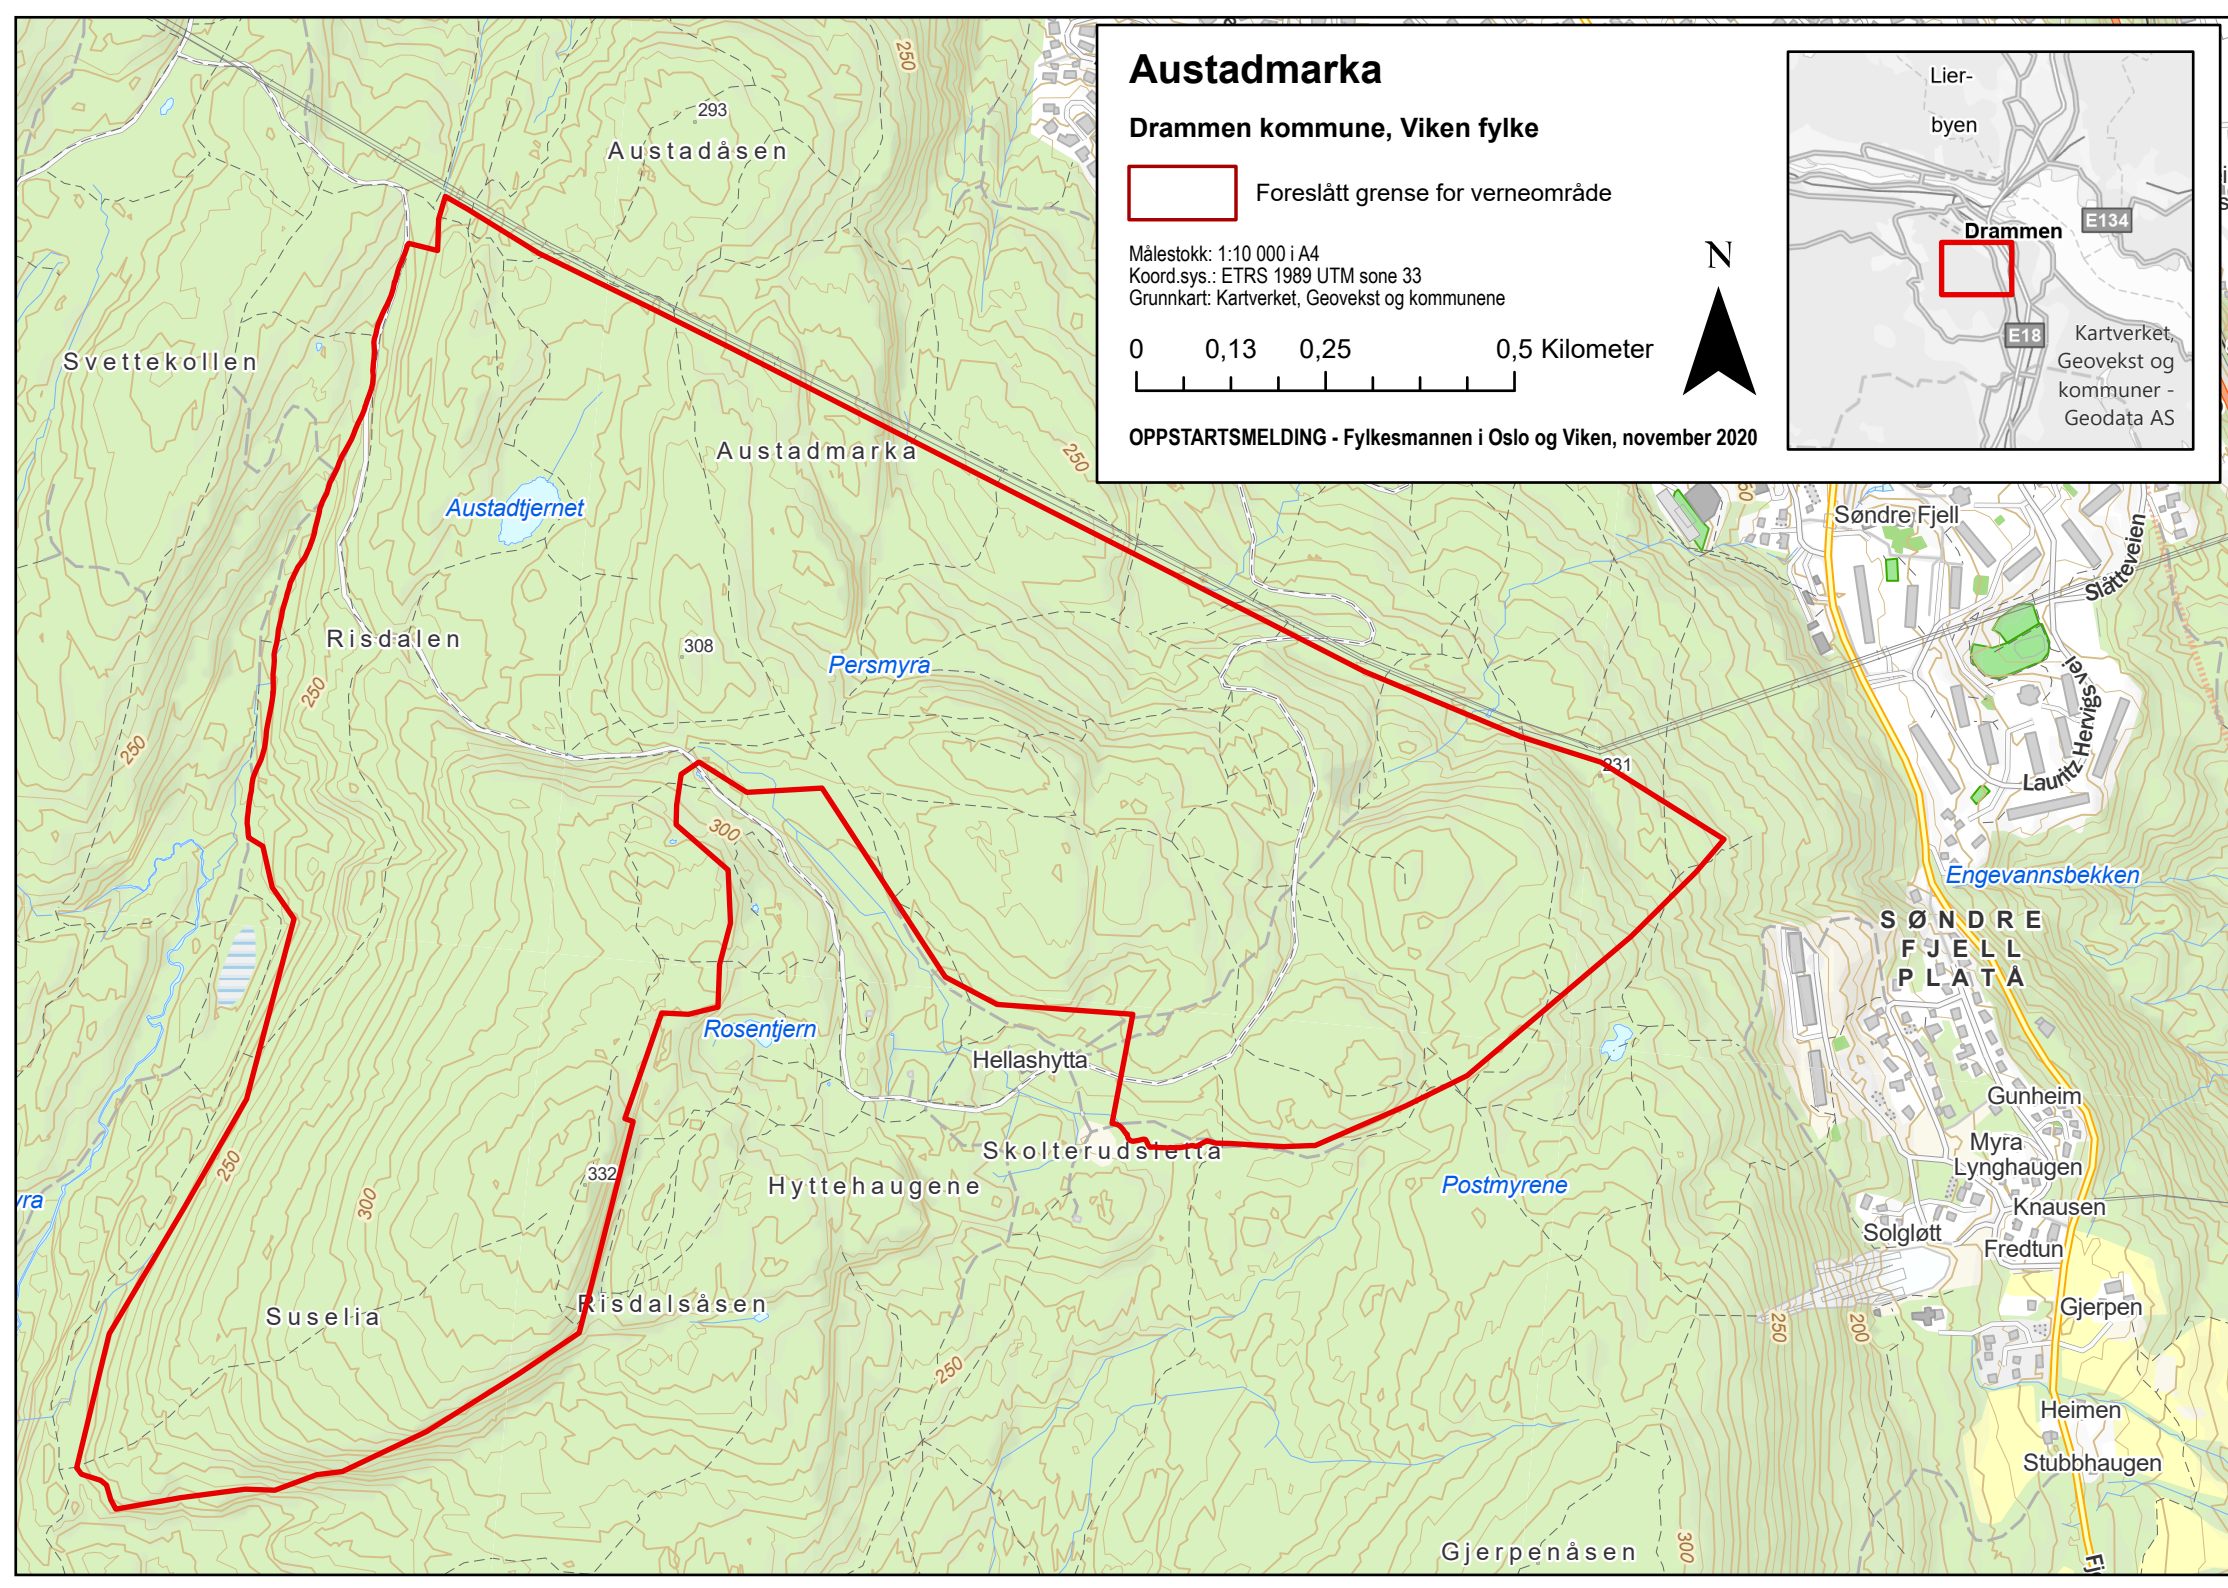 Austadmarka
Drammen kommune, Viken fylke
Foreslått grense for verneområde
Målestokk: 1:10 000 i A4
Koord.sys.: ETRS 1989 UTM sone 33
Grunnkart: Kartverket, Geovekst og kommunene
N
0 0,13 0,25 0,5 Kilometer
OPPSTARTSMELDING - Fylkesmannen i Oslo og Viken, november 2020
Lier-
byen
Drammen
E134
E18
Kartverket,
Geovekst og
kommuner -
Geodata AS
250
293
Austadåsen
Svettekollen
Austadmarka
250
Austadtjernet
Søndre Fjell
Slåtteveien
Risdalen
308
Persmyra
250
250
Lauritz Hervigs vei
231
300
Engevannsbekken
SØNDRE
FJELL
PLATÅ
Rosentjern
Hellashytta
Gunheim
Myra
Lynghaugen
Skolterudsletta
250
332
300
Hyttehaugene
Postmyrene
Knausen
Solgløtt
Fredtun
Suselia
Risdalsåsen
Gjerpen
250
200
250
Heimen
Stubbhaugen
Gjerpenåsen
300